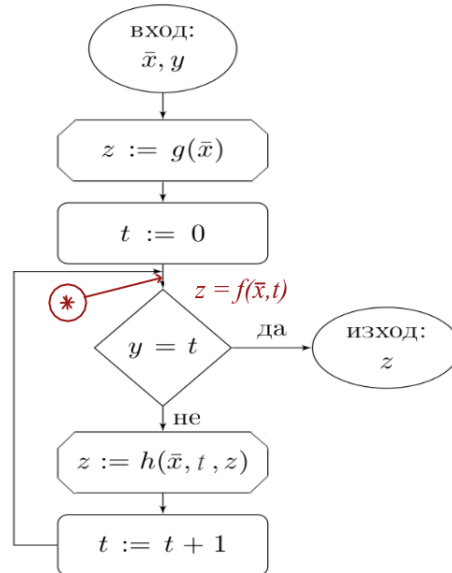 вход:
x̄, y
z := g(x̄)
t := 0
*
z = f(x̄,t)
y = t
да
изход:
z
не
z := h(x̄, t , z)
t := t + 1